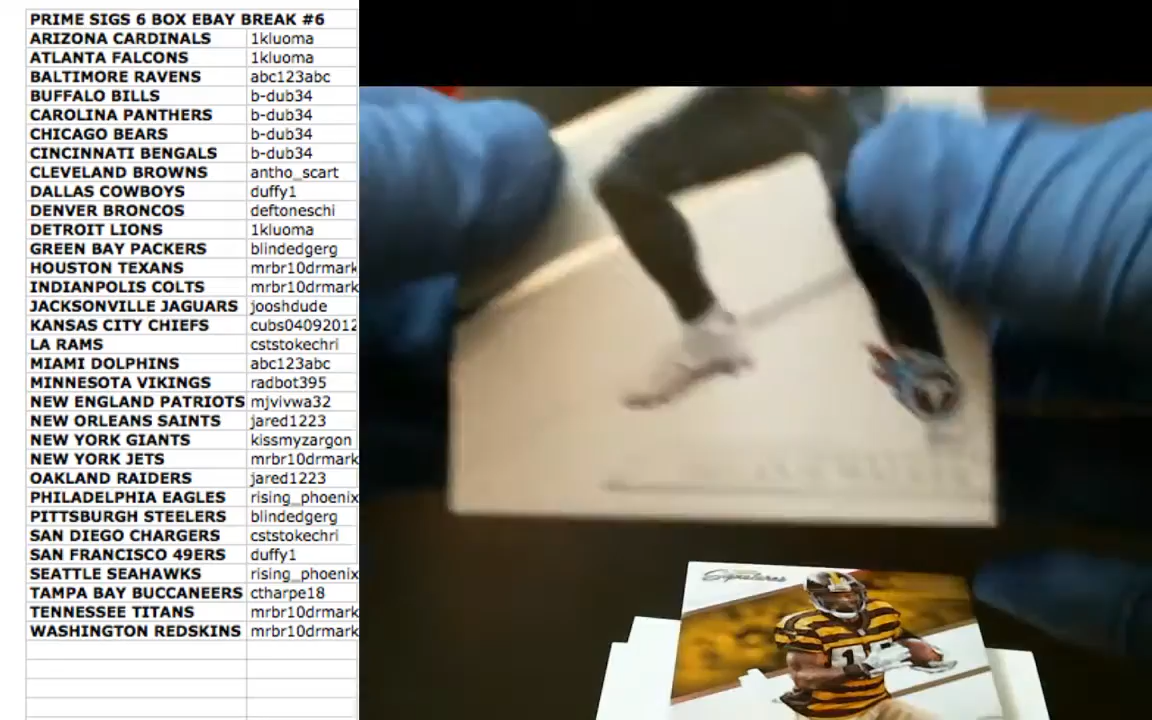 PRIME SIGS 6 BOX EBAY BREAK #6
ARIZONA CARDINALS 1kluoma
ATLANTA FALCONS 1kluoma
BALTIMORE RAVENS abc123abc
BUFFALO BILLS b-dub34
CAROLINA PANTHERS b-dub34
CHICAGO BEARS b-dub34
CINCINNATI BENGALS b-dub34
CLEVELAND BROWNS antho_scart
DALLAS COWBOYS duffy1
DENVER BRONCOS deftoneschi
DETROIT LIONS 1kluoma
GREEN BAY PACKERS blindedgerg
HOUSTON TEXANS mrbr10drmark
INDIANPOLIS COLTS mrbr10drmark
JACKSONVILLE JAGUARS jooshdude
KANSAS CITY CHIEFS cubs04092012
LA RAMS cststokechri
MIAMI DOLPHINS abc123abc
MINNESOTA VIKINGS radbot395
NEW ENGLAND PATRIOTS mjvivwa32
NEW ORLEANS SAINTS jared1223
NEW YORK GIANTS kissmyzargon
NEW YORK JETS mrbr10drmark
OAKLAND RAIDERS jared1223
PHILADELPHIA EAGLES rising_phoenix
PITTSBURGH STEELERS blindedgerg
SAN DIEGO CHARGERS cststokechri
SAN FRANCISCO 49ERS duffy1
SEATTLE SEAHAWKS rising_phoenix
TAMPA BAY BUCCANEERS ctharpe18
TENNESSEE TITANS mrbr10drmark
WASHINGTON REDSKINS mrbr10drmark
Signatures